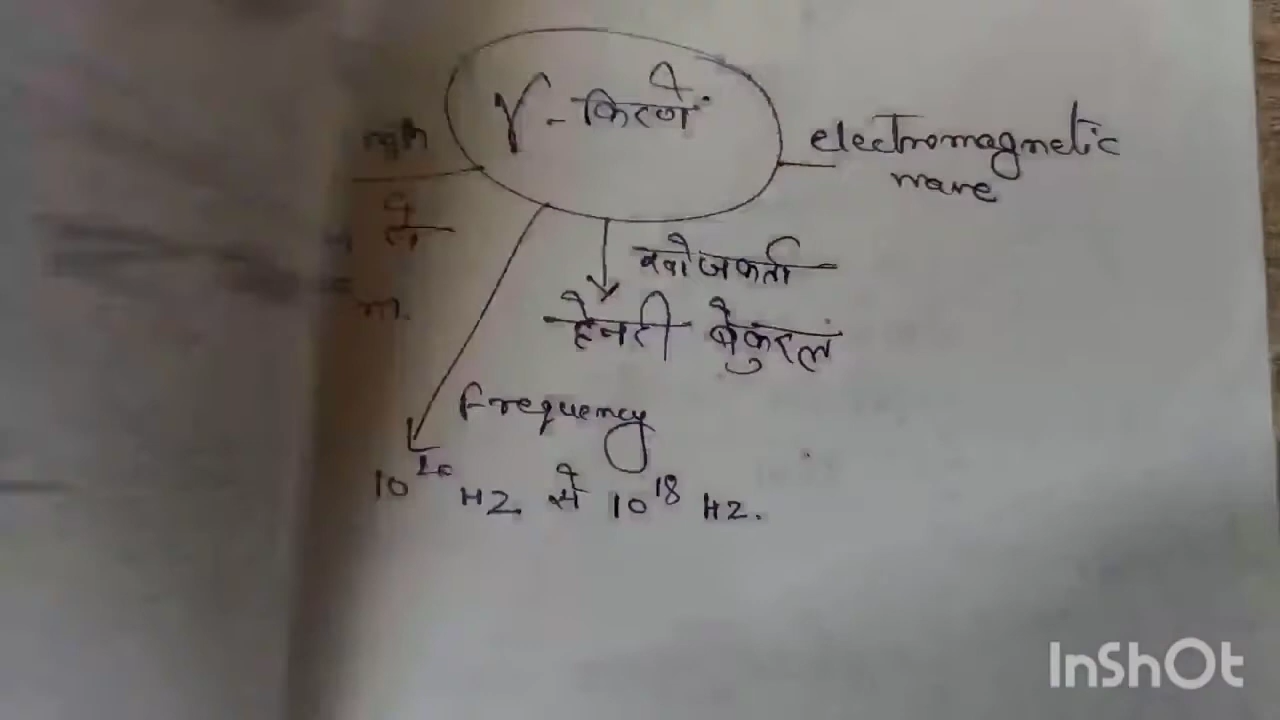 γ - किरणें
electromagnetic
wave
खोजकर्ता
हेनरी बेकुरल
Frequency
10²⁰ HZ से 10¹⁸ HZ.
InShOt